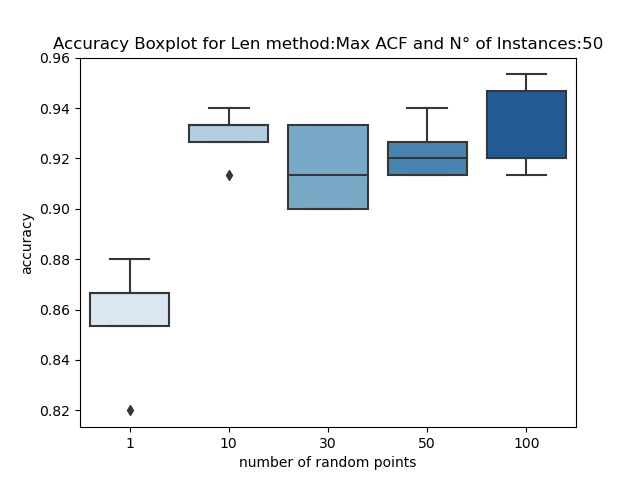 Accuracy Boxplot for Len method:Max ACF and N° of Instances:50
0.96
0.94
0.92
0.90
0.88
0.86
0.84
0.82
accuracy
1 10 30 50 100
number of random points